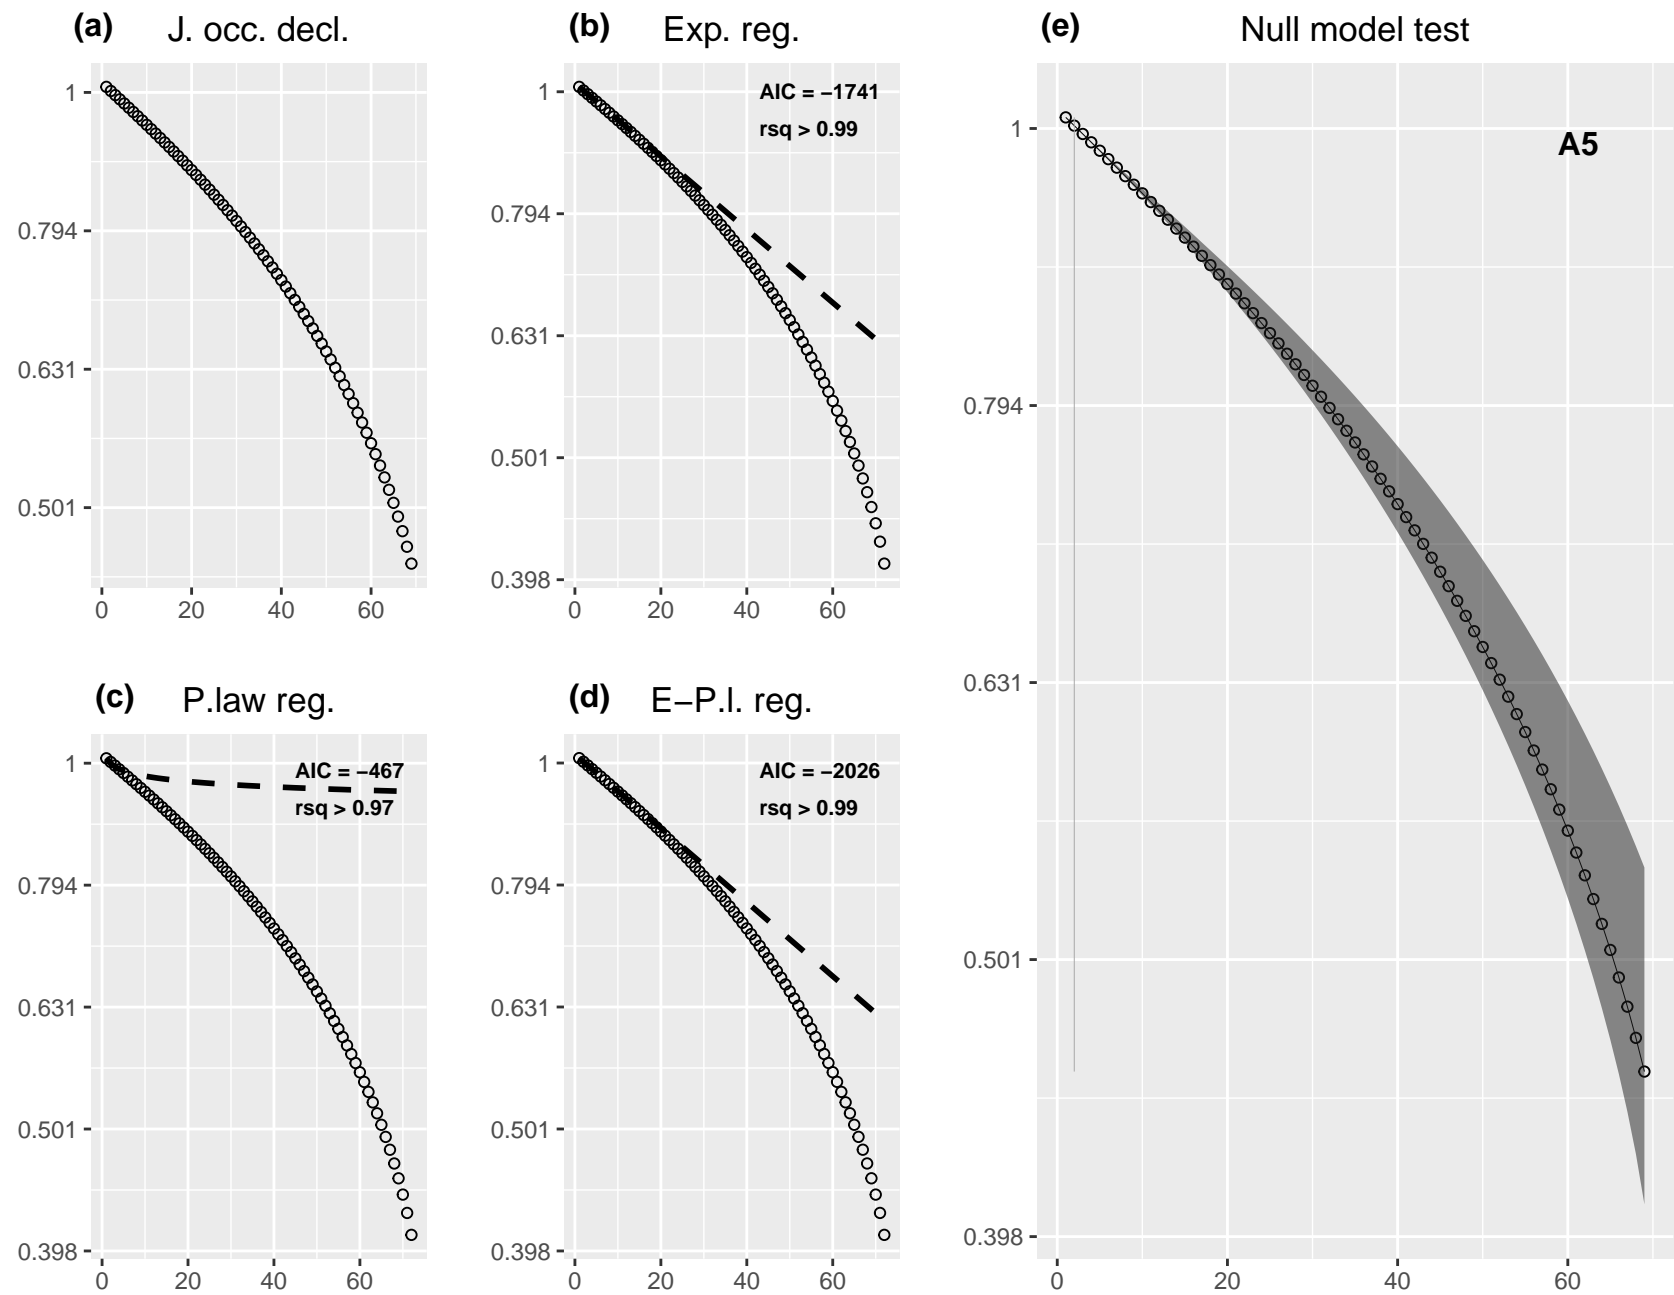 (a) J. occ. decl.
1
0.794
0.631
0.501
0 20 40 60
(b) Exp. reg.
AIC = −1741
rsq > 0.99
1
0.794
0.631
0.501
0.398
0 20 40 60
(c) P.law reg.
AIC = −467
rsq > 0.97
1
0.794
0.631
0.501
0.398
0 20 40 60
(d) E−P.l. reg.
AIC = −2026
rsq > 0.99
1
0.794
0.631
0.501
0.398
0 20 40 60
(e) Null model test
A5
1
0.794
0.631
0.501
0.398
0 20 40 60